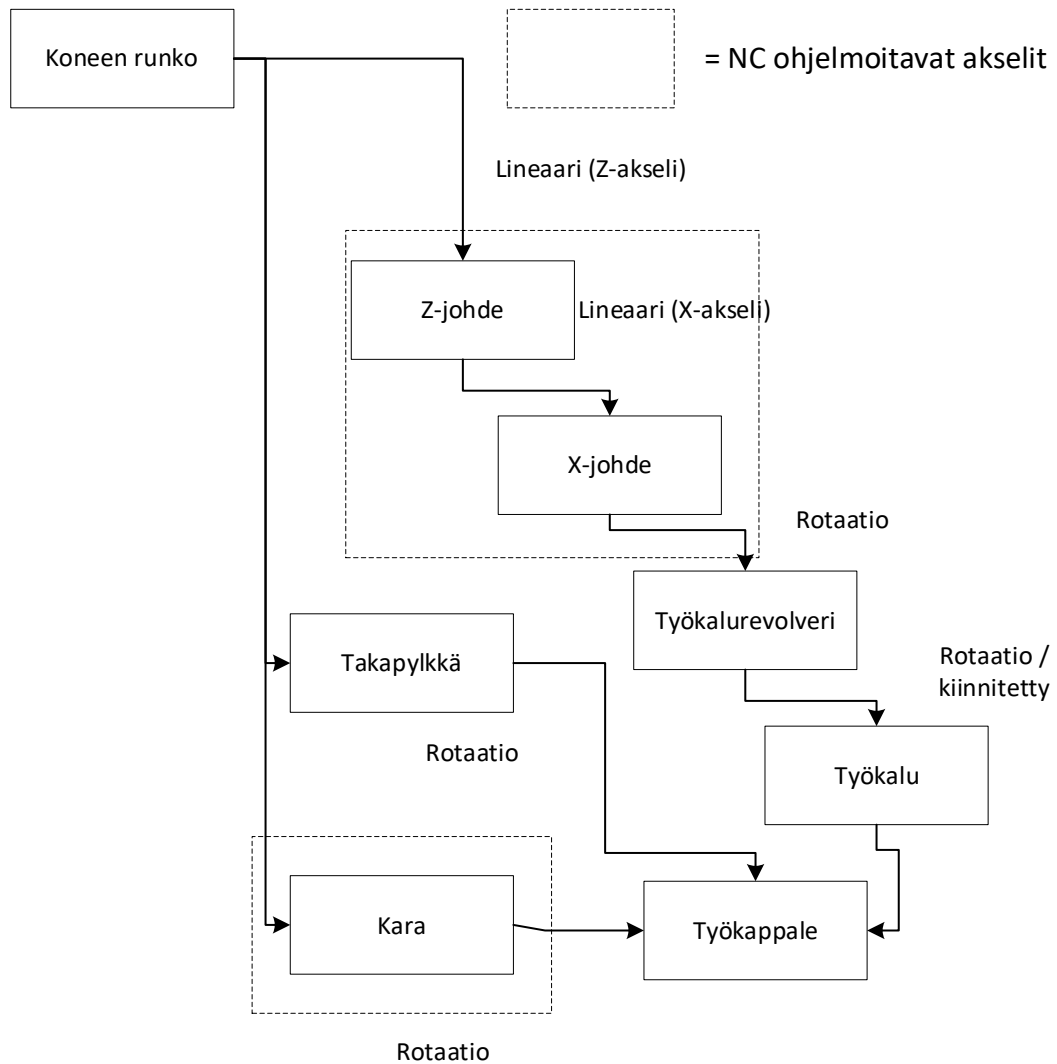 Koneen runko
= NC ohjelmoitavat akselit
Lineaari (Z-akseli)
Z-johde
Lineaari (X-akseli)
X-johde
Rotaatio
Työkalurevolveri
Takapylkkä
Rotaatio /
kiinnitetty
Rotaatio
Työkalu
Kara
Työkappale
Rotaatio